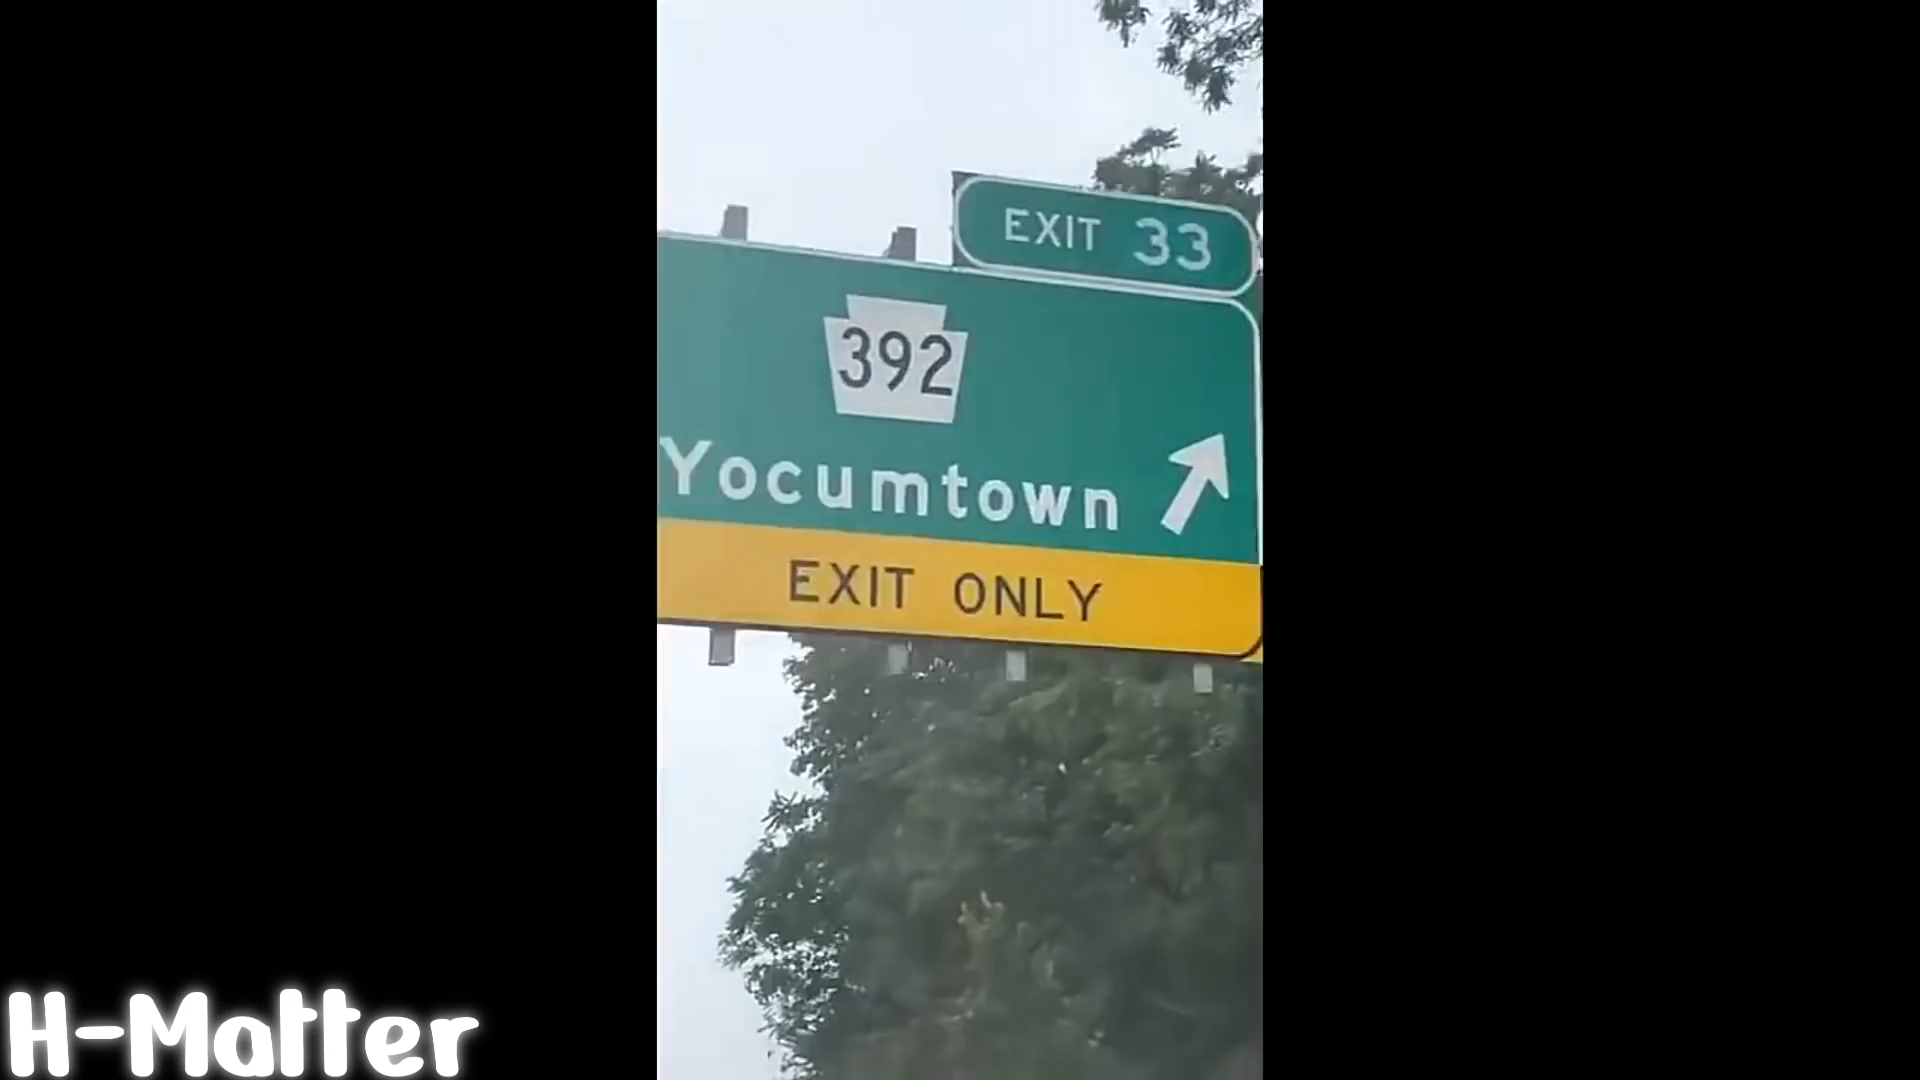 EXIT 33
392
Yocumtown
EXIT ONLY
H-Matter